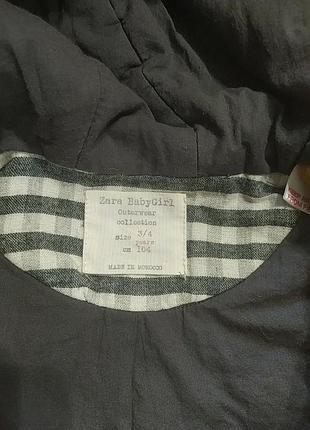 Zara BabyGirl
Outerwear
collection
size 3/4
years
cm 104
MADE IN MOROCCO